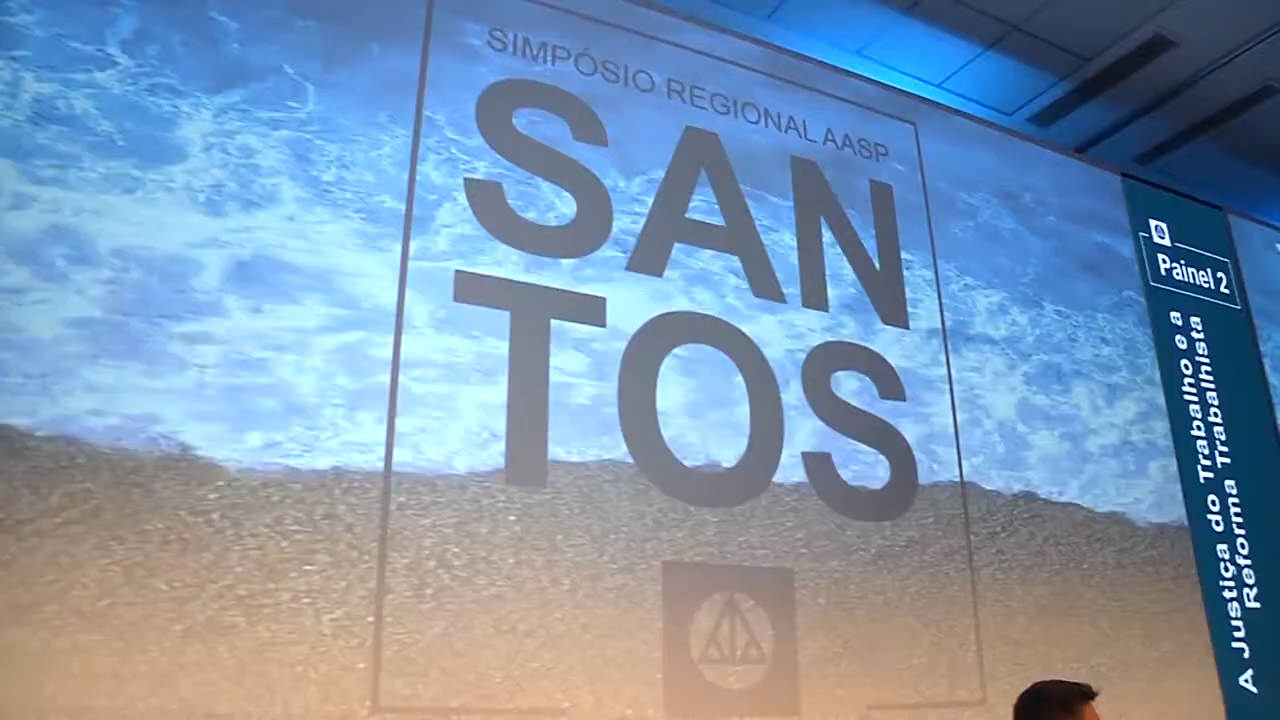 SIMPÓSIO REGIONAL AASP
SAN
TOS
Painel 2
A Justiça do Trabalho e a
Reforma Trabalhista